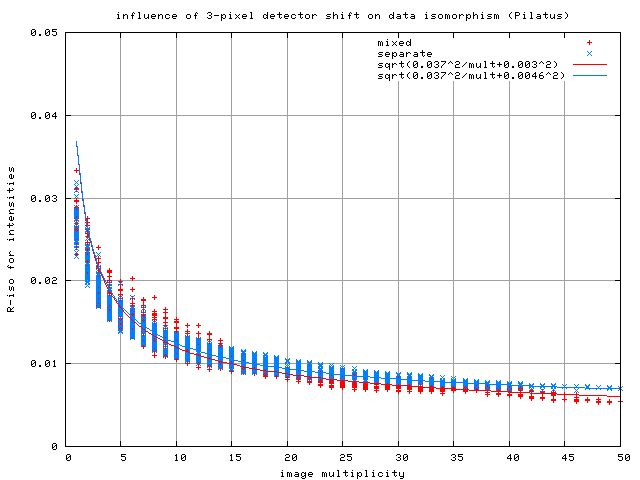 influence of 3-pixel detector shift on data isomorphism (Pilatus)
0.05
mixed
separate
sqrt(0.037^2/mult+0.003^2)
sqrt(0.037^2/mult+0.0046^2)
0.04
0.03
R-iso for intensities
0.02
0.01
0
0 5 10 15 20 25 30 35 40 45 50
image multiplicity